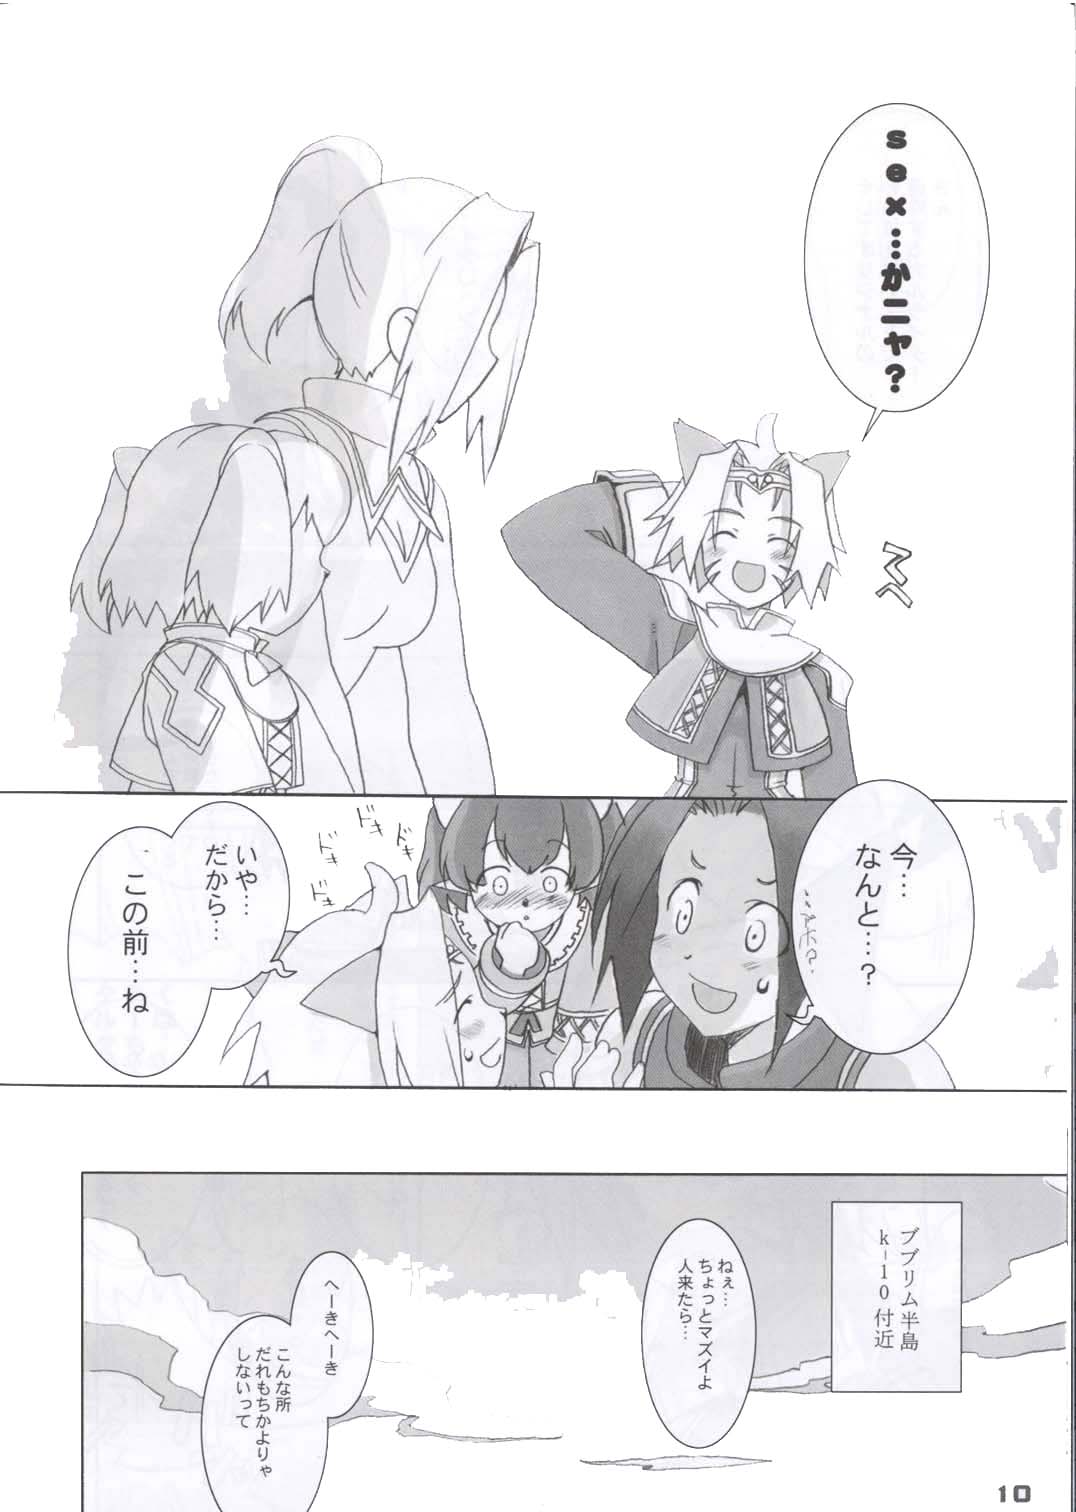 sex…かニャ？
今…
なんと…？
ドキ
ドキ
ドキ
ドキ
いや…
だから…
この前…ね
ブブリム半島
k-10付近
ねぇ…
ちょっとマズイよ
人来たら…
へーきへーき
こんな所
だれもちかよりゃ
しないって
10